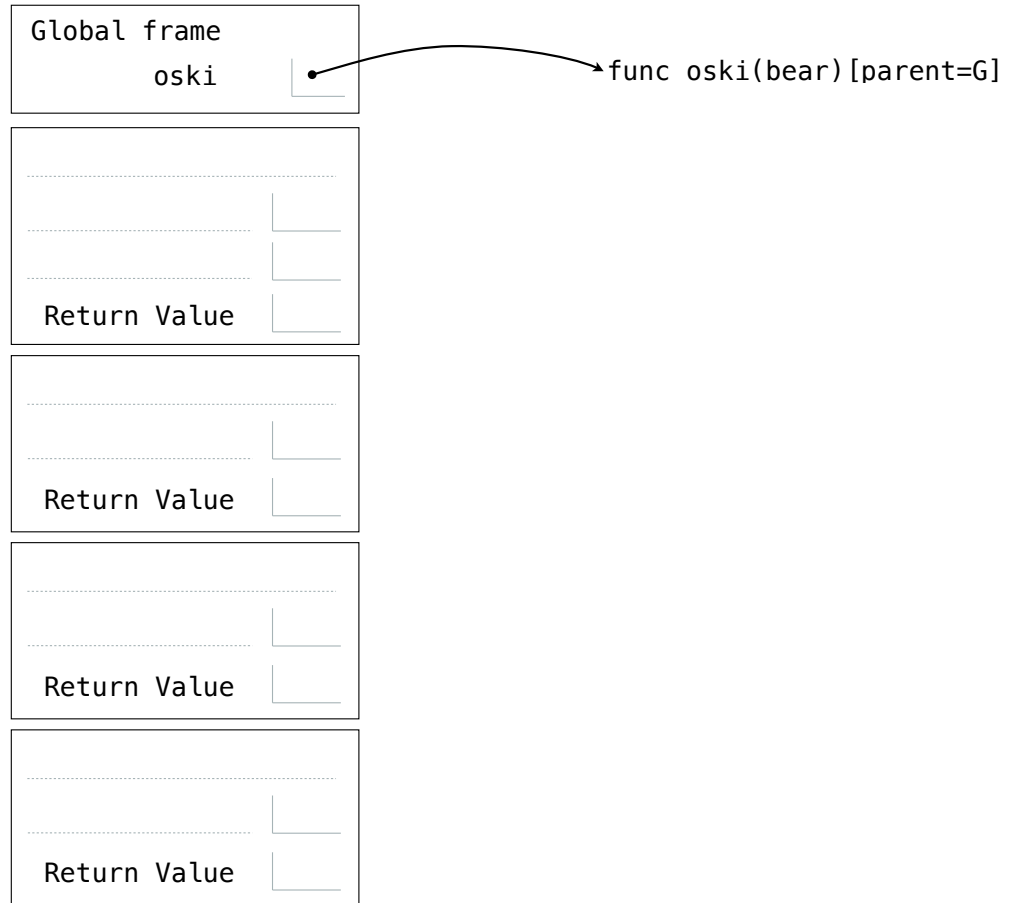 Global frame
oski
func oski(bear)[parent=G]
Return Value
Return Value
Return Value
Return Value